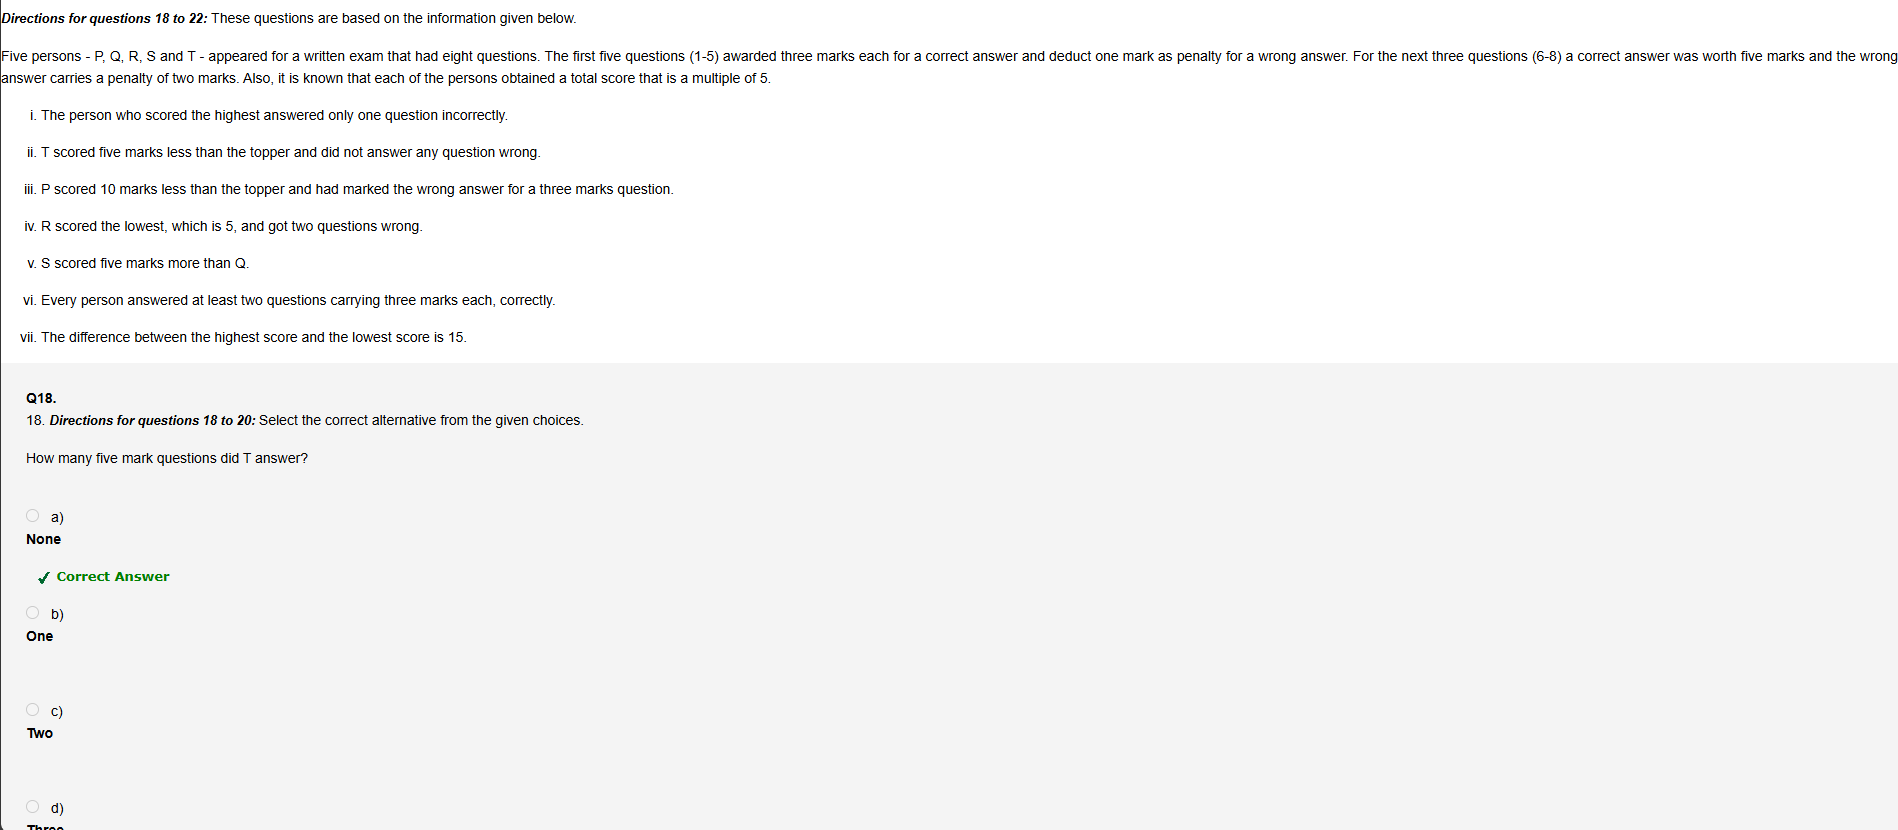 Directions for questions 18 to 22: These questions are based on the information given below.
Five persons - P, Q, R, S and T - appeared for a written exam that had eight questions. The first five questions (1-5) awarded three marks each for a correct answer and deduct one mark as penalty for a wrong answer. For the next three questions (6-8) a correct answer was worth five marks and the wrong
answer carries a penalty of two marks. Also, it is known that each of the persons obtained a total score that is a multiple of 5.
i. The person who scored the highest answered only one question incorrectly.
ii. T scored five marks less than the topper and did not answer any question wrong.
iii. P scored 10 marks less than the topper and had marked the wrong answer for a three marks question.
iv. R scored the lowest, which is 5, and got two questions wrong.
v. S scored five marks more than Q.
vi. Every person answered at least two questions carrying three marks each, correctly.
vii. The difference between the highest score and the lowest score is 15.
Q18.
18. Directions for questions 18 to 20: Select the correct alternative from the given choices.
How many five mark questions did T answer?
a)
None
✓ Correct Answer
b)
One
c)
Two
d)
Three